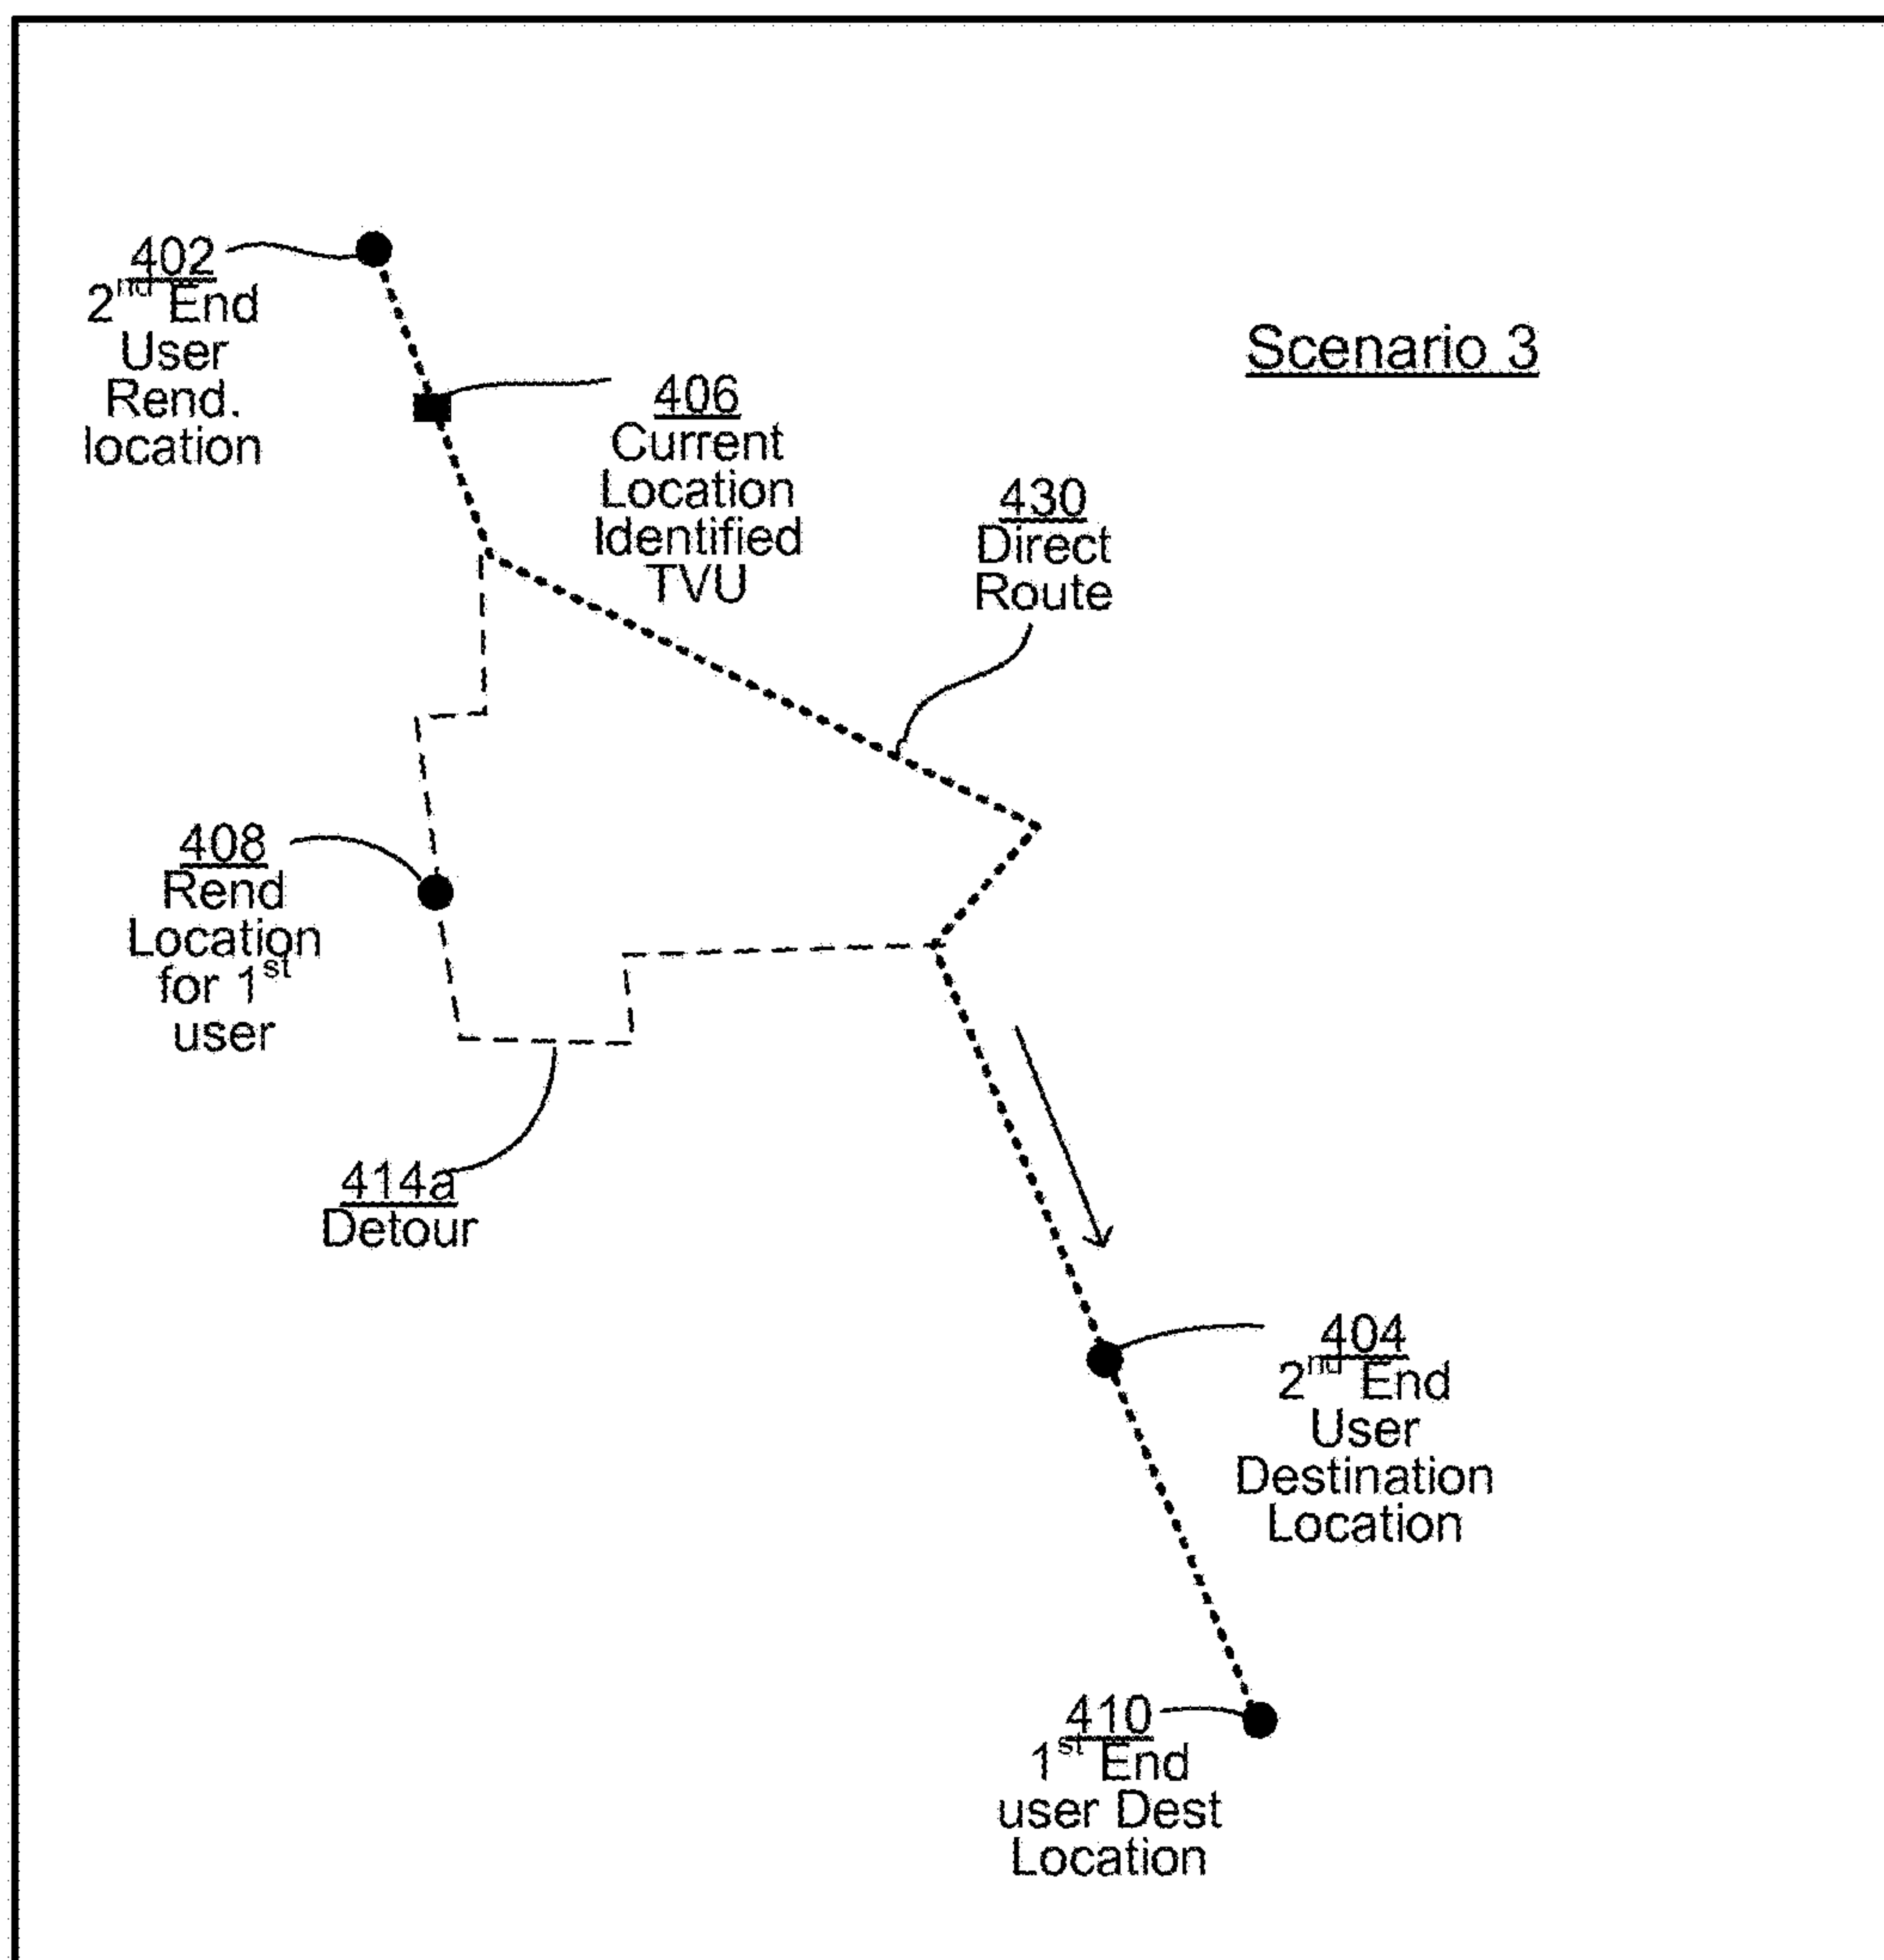 402
2nd End
User
Rend.
location
Scenario 3
406
Current
Location
Identified
TVU
430
Direct
Route
408
Rend
Location
for 1st
user
414a
Detour
404
2nd End
User
Destination
Location
410
1st End
user Dest
Location